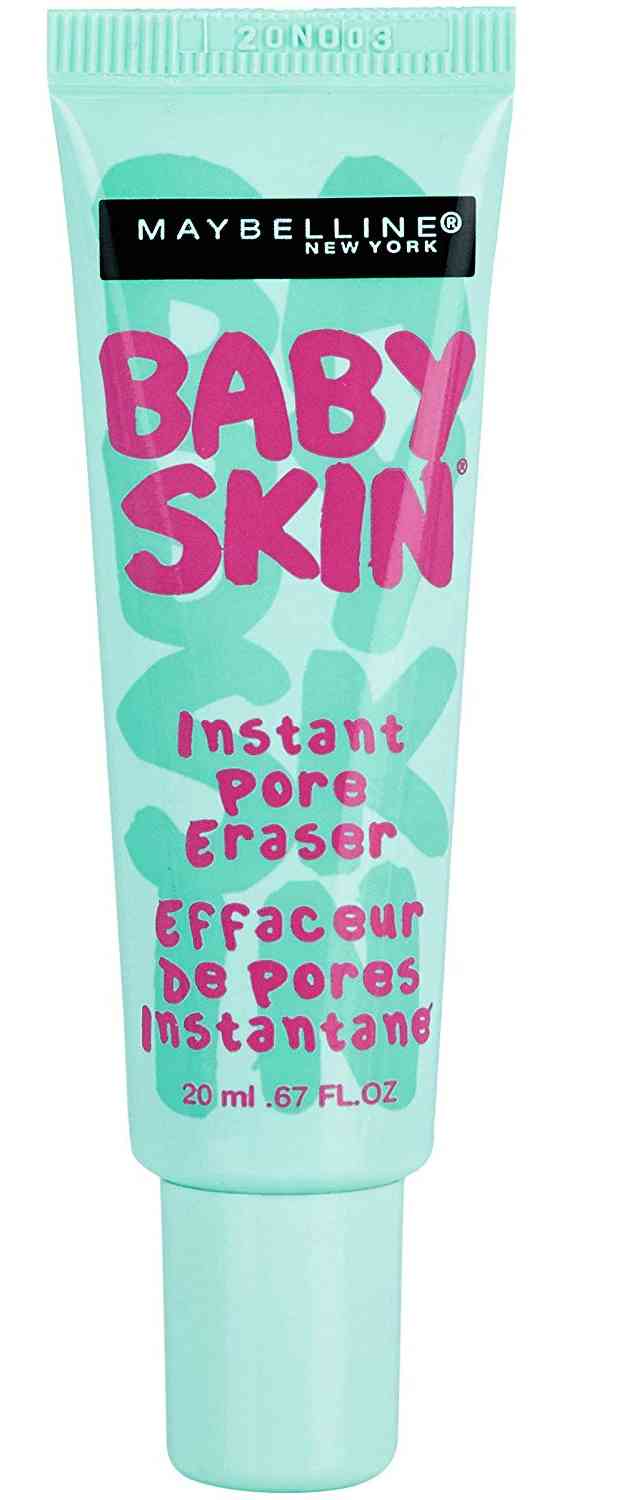 20N003
MAYBELLINE®
NEW YORK
BABY
SKIN®
Instant
Pore
Eraser
Effaceur
De Pores
Instantané
20 ml .67 FL.OZ